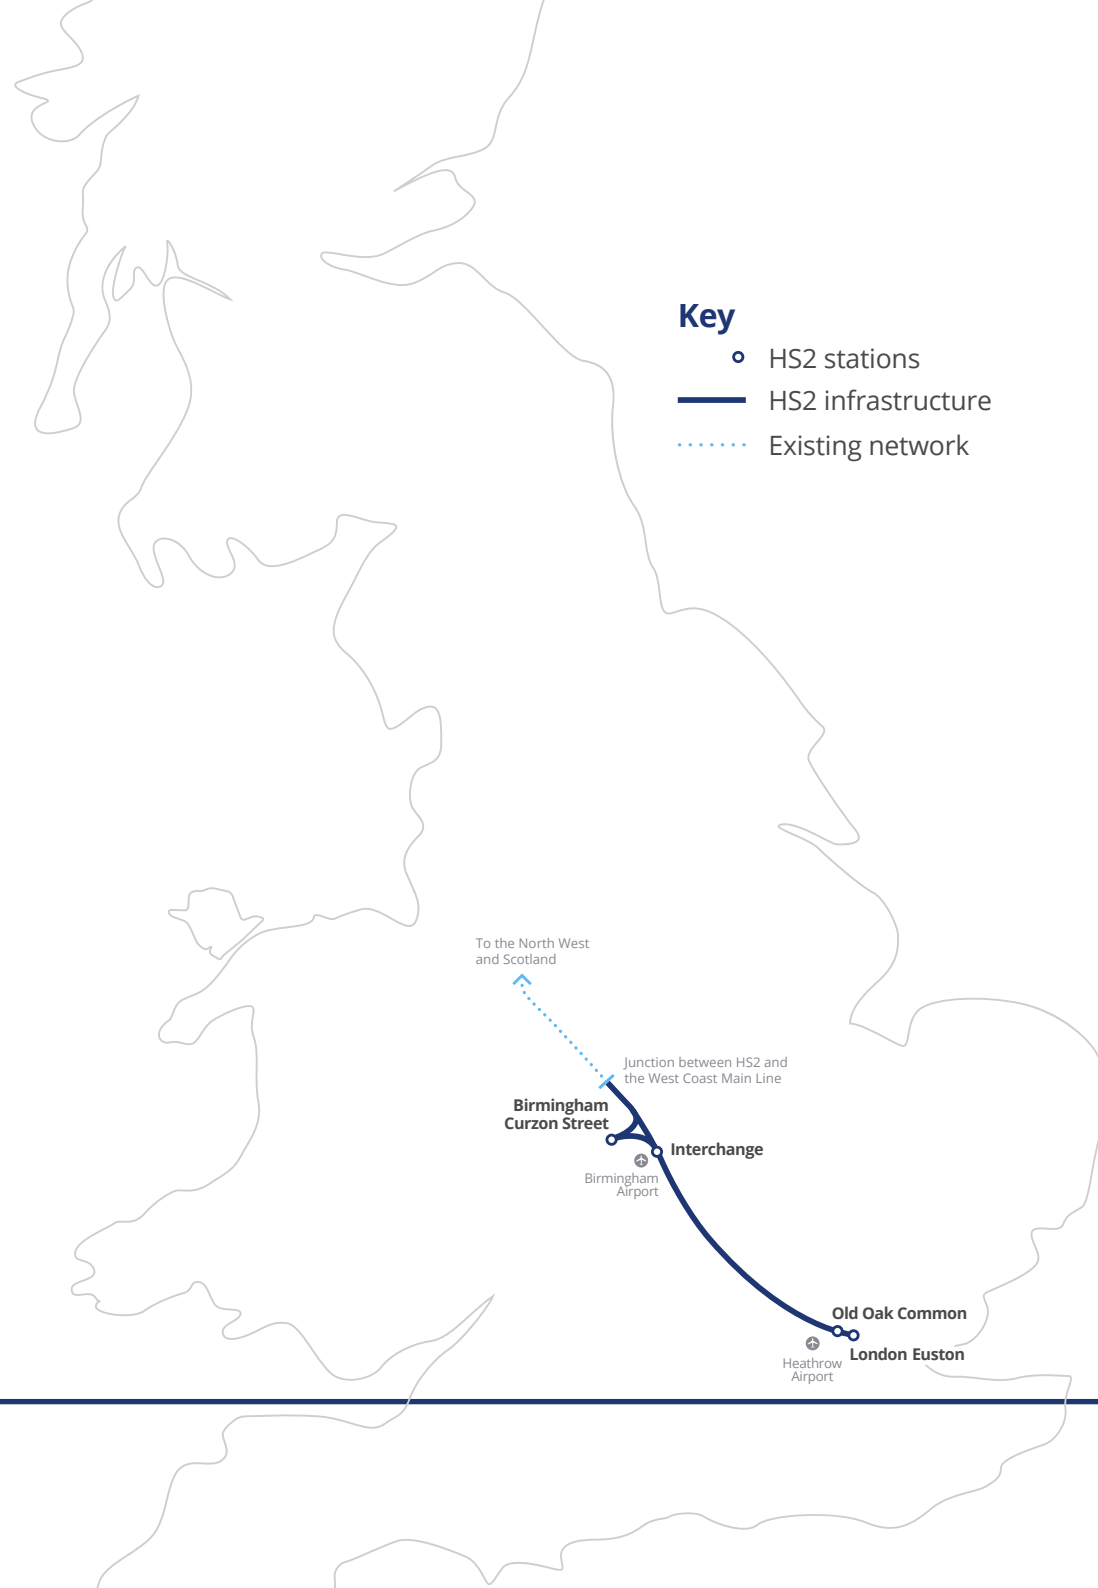 Key
HS2 stations
HS2 infrastructure
Existing network
To the North West
and Scotland
Junction between HS2 and
the West Coast Main Line
Birmingham
Curzon Street
Interchange
Birmingham
Airport
Old Oak Common
London Euston
Heathrow
Airport